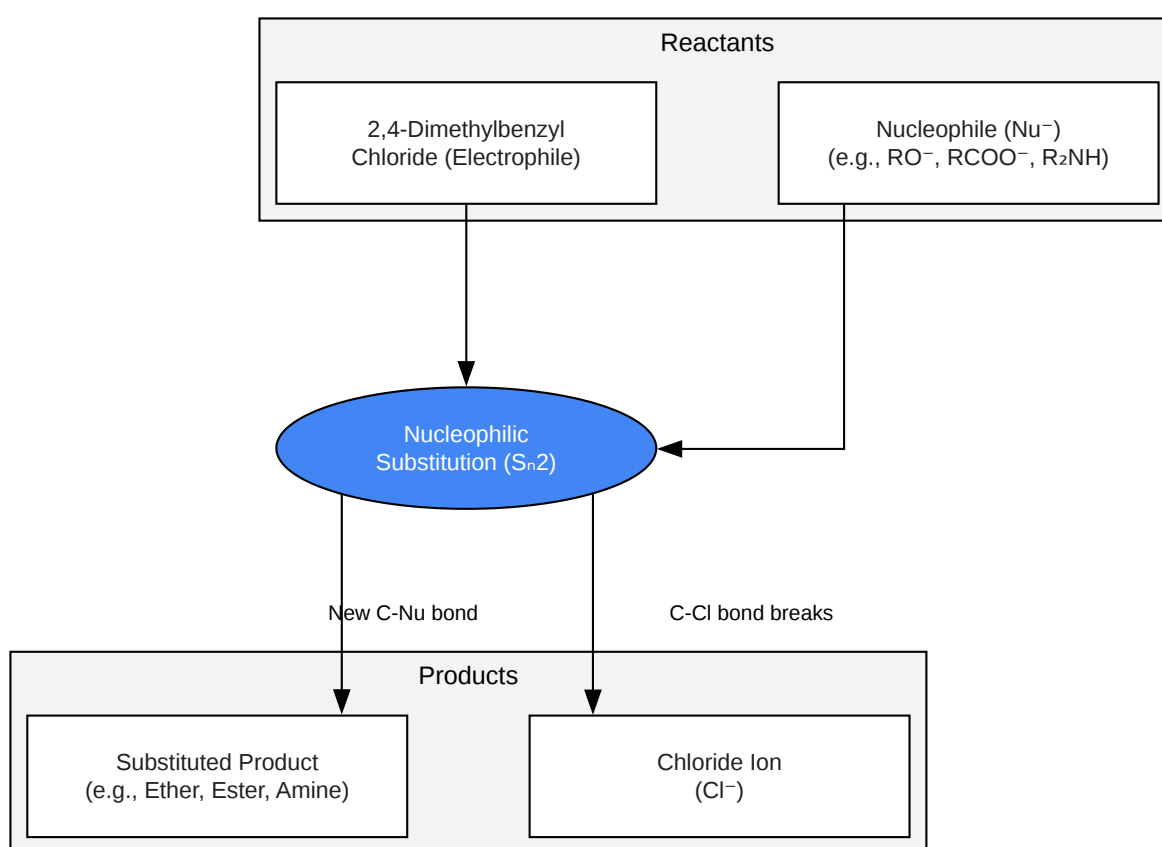 Reactants
2,4-Dimethylbenzyl
Chloride (Electrophile)
Nucleophile (Nu⁻)
(e.g., RO⁻, RCOO⁻, R₂NH)
Nucleophilic
Substitution (Sₙ2)
New C-Nu bond
C-Cl bond breaks
Products
Substituted Product
(e.g., Ether, Ester, Amine)
Chloride Ion
(Cl⁻)